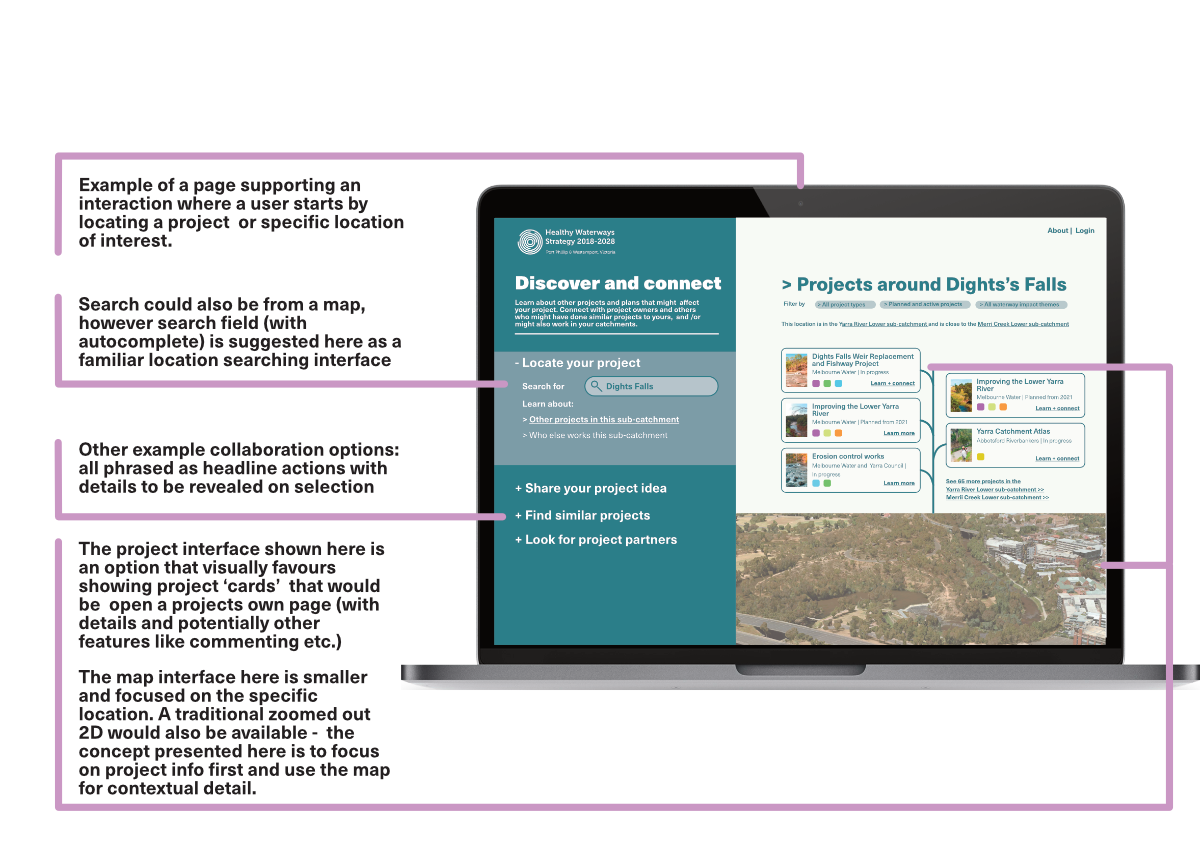 Example of a page supporting an
interaction where a user starts by
locating a project or specific location
of interest.
Search could also be from a map,
however search field (with
autocomplete) is suggested here as a
familiar location searching interface
Other example collaboration options:
all phrased as headline actions with
details to be revealed on selection
The project interface shown here is
an option that visually favours
showing project ‘cards’ that would
be open a projects own page (with
details and potentially other
features like commenting etc.)
The map interface here is smaller
and focused on the specific
location. A traditional zoomed out
2D would also be available - the
concept presented here is to focus
on project info first and use the map
for contextual detail.
Healthy Waterways
Strategy 2018-2028
Port Phillip & Westernport, Victoria
Discover and connect
Learn about other projects and plans that might affect
your project. Connect with project owners and others
who might have done similar projects to yours, and /or
might also work in your catchments.
- Locate your project
Search for
Dights Falls
Learn about:
> Other projects in this sub-catchment
> Who else works this sub-catchment
+ Share your project idea
+ Find similar projects
+ Look for project partners
About | Login
> Projects around Dights’s Falls
Filter by > All project types > Planned and active projects > All waterway impact themes
This location is in the Yarra River Lower sub-catchment and is close to the Merri Creek Lower sub-catchment
Dights Falls Weir Replacement
and Fishway Project
Melbourne Water | In progress
Learn + connect
Improving the Lower Yarra
River
Melbourne Water | Planned from 2021
Learn more
Erosion control works
Melbourne Water and Yarra Council |
in progress
Learn more
Improving the Lower Yarra
River
Melbourne Water | Planned from 2021
Learn + connect
Yarra Catchment Atlas
Abbotsford Riverbankers | In progress
Learn + connect
See 65 more projects in the
Yarra River Lower sub-catchment >>
Merrii Creek Lower sub-catchment >>